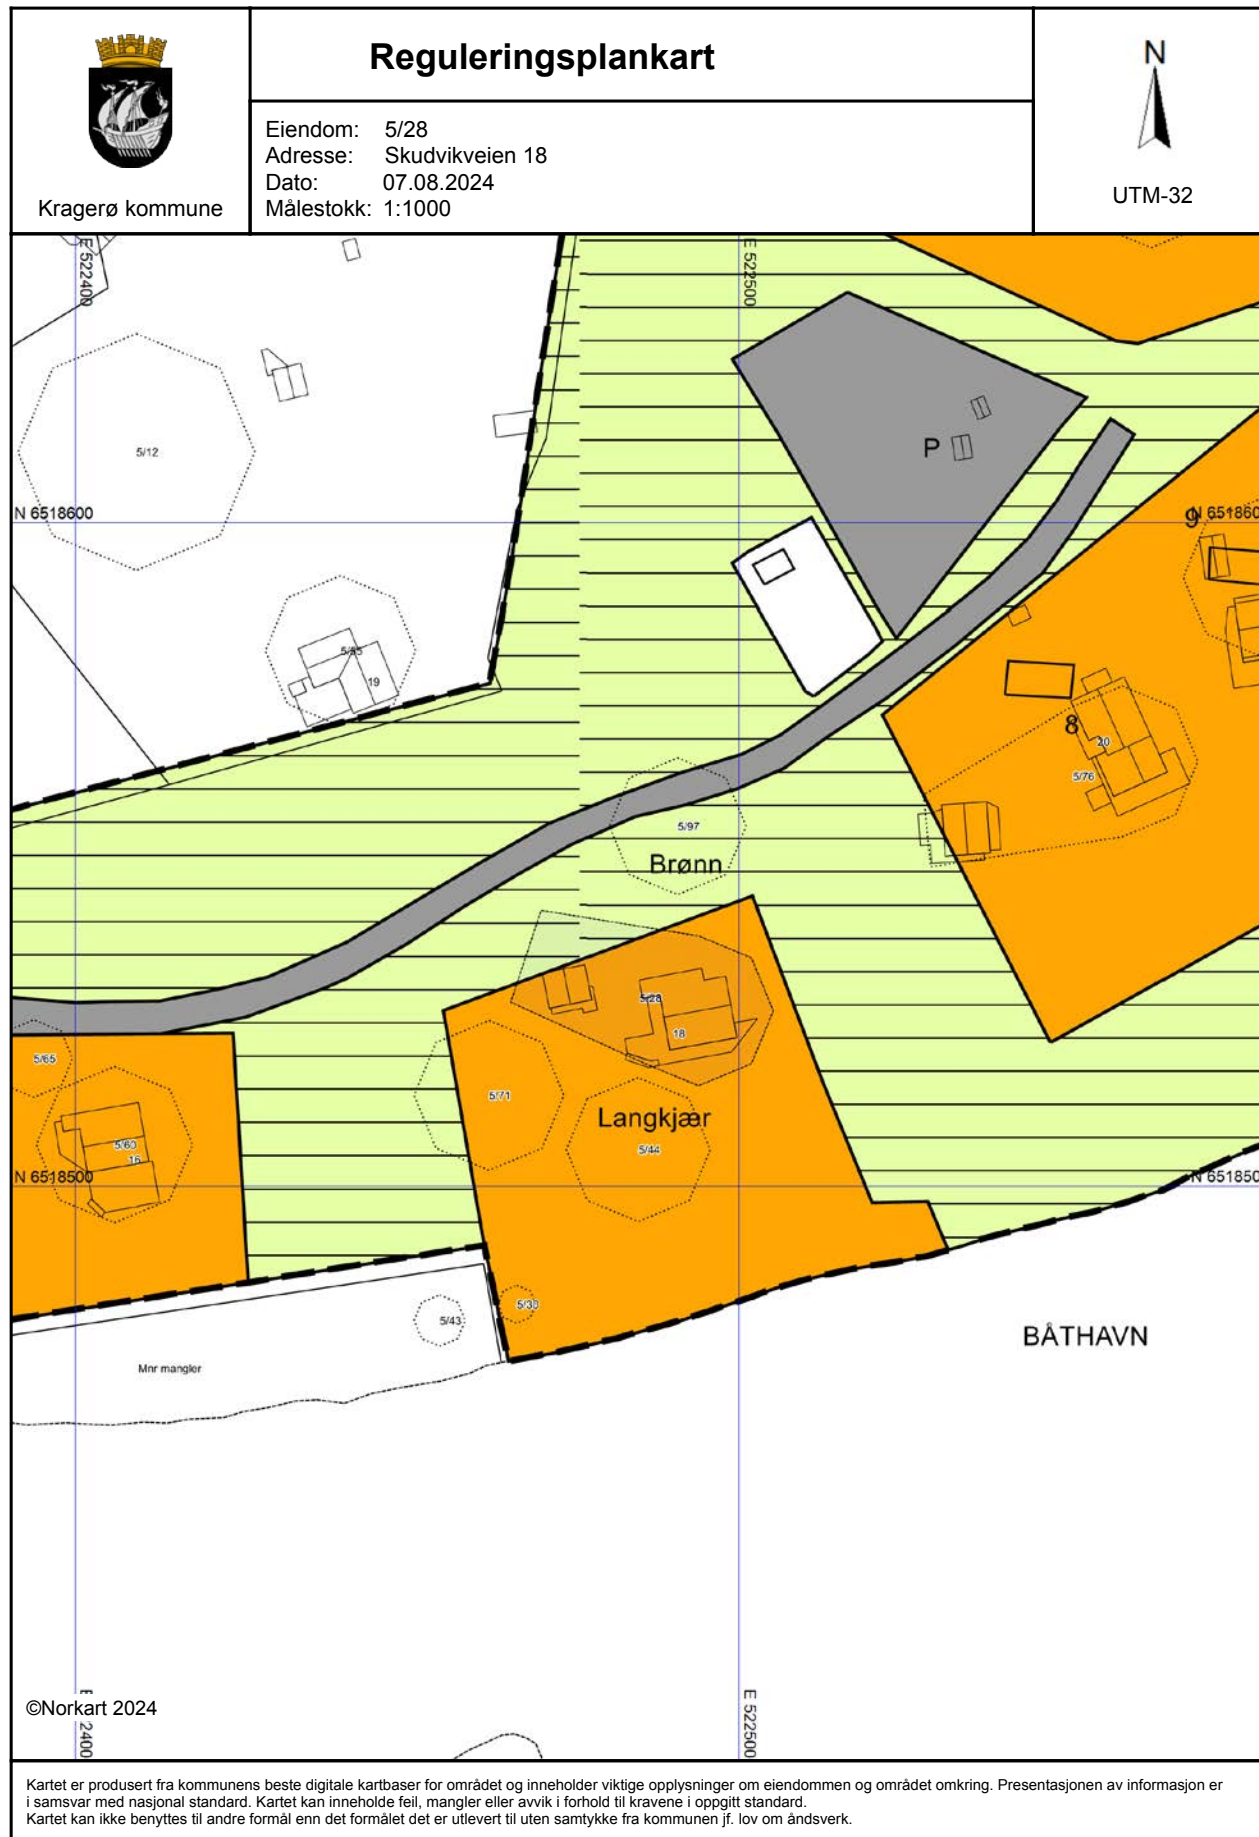 Reguleringsplankart
Kragerø kommune
Eiendom: 5/28
Adresse: Skudvikveien 18
Dato: 07.08.2024
Målestokk: 1:1000
N
UTM-32
E 522400
E 522500
5/12
P
N 6518600
9
N 651860
5/55
19
8
20
5/76
5/97
Brønn
5/28
18
5/65
5/71
Langkjær
5/60
16
5/44
N 6518500
N 651850
5/30
5/43
BÅTHAVN
Mnr mangler
©Norkart 2024
2400
E 522500
Kartet er produsert fra kommunens beste digitale kartbaser for området og inneholder viktige opplysninger om eiendommen og området omkring. Presentasjonen av informasjon er
i samsvar med nasjonal standard. Kartet kan inneholde feil, mangler eller avvik i forhold til kravene i oppgitt standard.
Kartet kan ikke benyttes til andre formål enn det formålet det er utlevert til uten samtykke fra kommunen jf. lov om åndsverk.